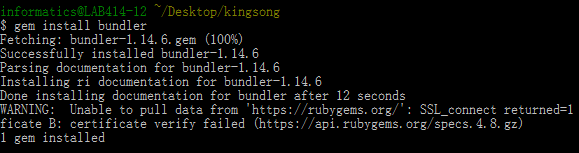 informatics@LAB414-12 ~/Desktop/kingsong
$ gem install bundler
Fetching: bundler-1.14.6.gem (100%)
Successfully installed bundler-1.14.6
Parsing documentation for bundler-1.14.6
Installing ri documentation for bundler-1.14.6
Done installing documentation for bundler after 12 seconds
WARNING:  Unable to pull data from 'https://rubygems.org/': SSL_connect returned=1
ficate B: certificate verify failed (https://api.rubygems.org/specs.4.8.gz)
1 gem installed